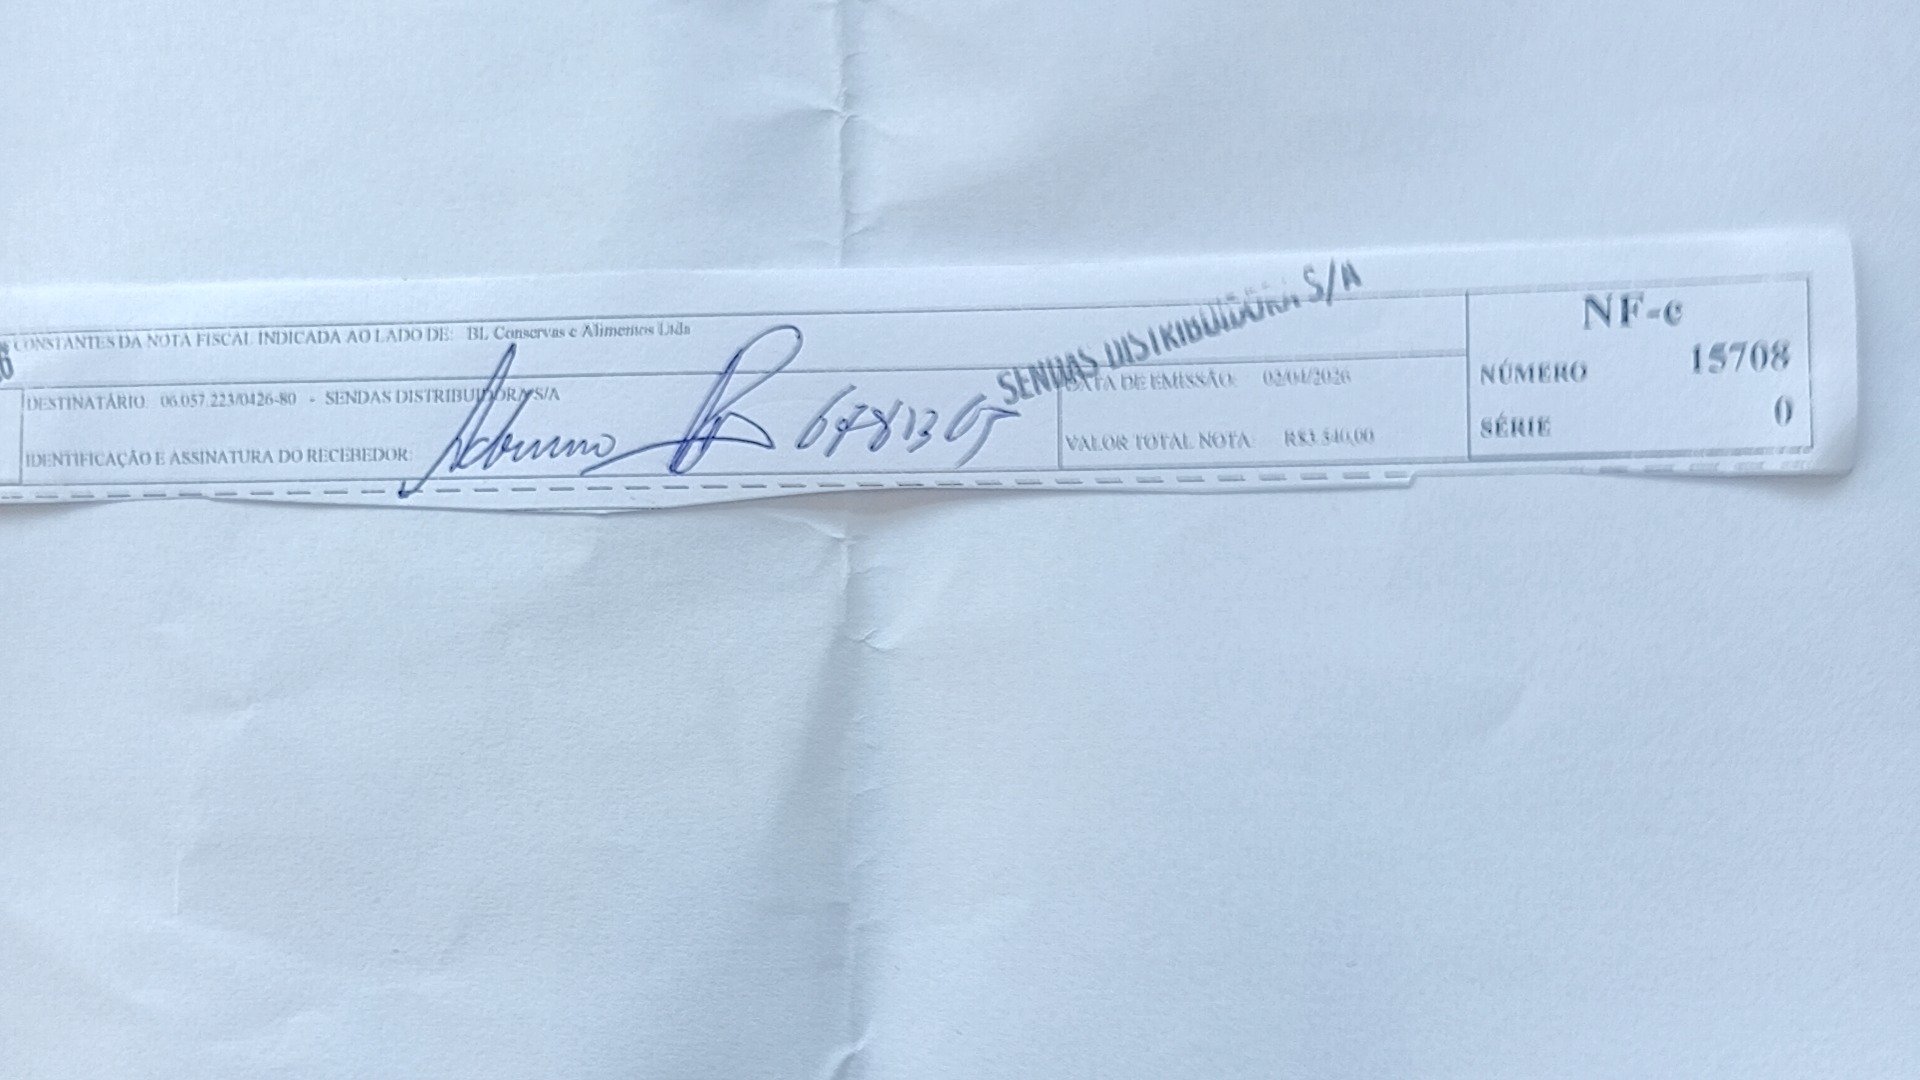 CONSTANTES DA NOTA FISCAL INDICADA AO LADO DE: BL Conservas e Alimentos Ltda
SENDAS DISTRIBUIDORA S/A
DESTINATÁRIO: 06.057.223/0426-80 - SENDAS DISTRIBUIDORA S/A
DATA DE EMISSÃO: 02/04/2026
IDENTIFICAÇÃO E ASSINATURA DO RECEBEDOR:
VALOR TOTAL NOTA: R$3.540,00
NF-e
NÚMERO 15708
SÉRIE 0